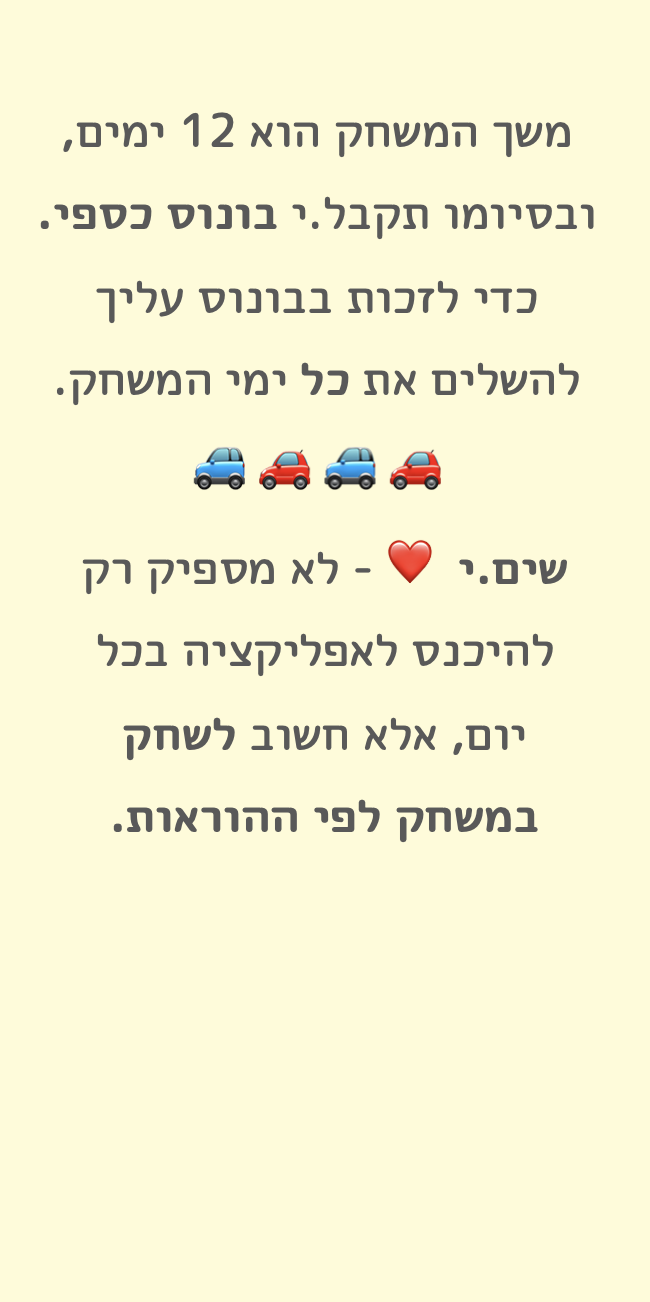 משך המשחק הוא 12 ימים,
ובסיומו תקבל.י בונוס כספי.
כדי לזכות בבונוס עליך
להשלים את כל ימי המשחק.
🚗🚙🚗🚙
שים.י ❤️ - לא מספיק רק
להיכנס לאפליקציה בכל
יום, אלא חשוב לשחק
במשחק לפי ההוראות.